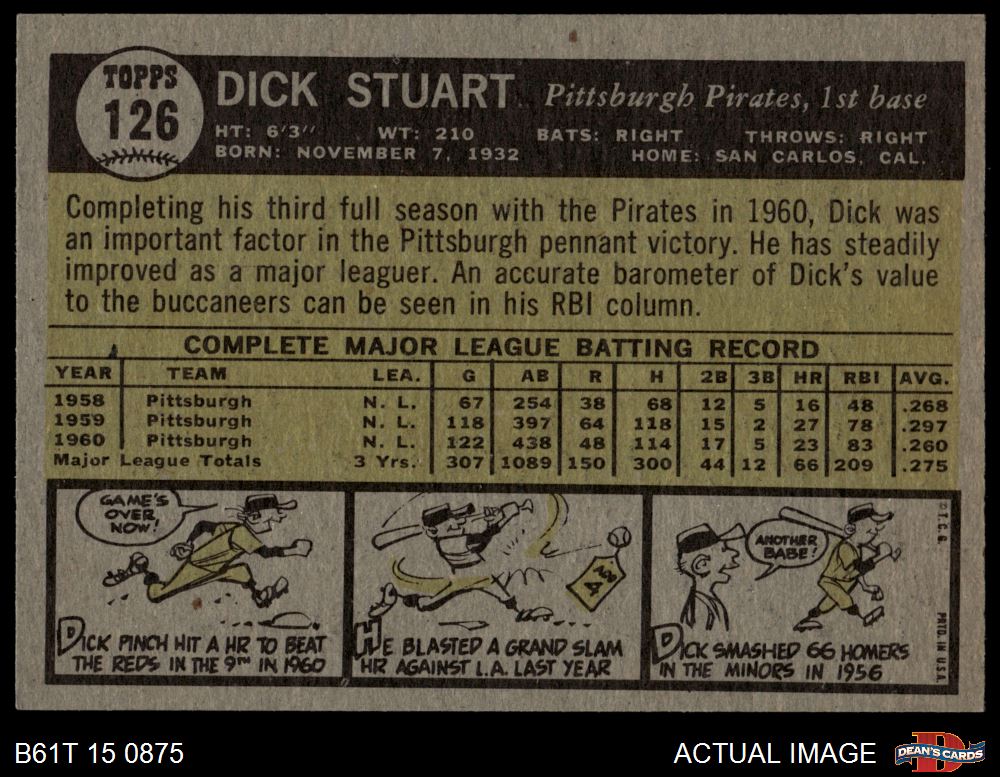 TOPPS
126
DICK STUART Pittsburgh Pirates, 1st base
HT: 6'3" WT: 210 BATS: RIGHT THROWS: RIGHT
BORN: NOVEMBER 7, 1932 HOME: SAN CARLOS, CAL.
Completing his third full season with the Pirates in 1960, Dick was
an important factor in the Pittsburgh pennant victory. He has steadily
improved as a major leaguer. An accurate barometer of Dick's value
to the buccaneers can be seen in his RBI column.
COMPLETE MAJOR LEAGUE BATTING RECORD
YEAR TEAM LEA. G AB R H 2B 3B HR RBI AVG.
1958 Pittsburgh N. L. 67 254 38 68 12 5 16 48 .268
1959 Pittsburgh N. L. 118 397 64 118 15 2 27 78 .297
1960 Pittsburgh N. L. 122 438 48 114 17 5 23 83 .260
Major League Totals 3 Yrs. 307 1089 150 300 44 12 66 209 .275
GAME'S
OVER
NOW!
DICK PINCH HIT A HR TO BEAT
THE REDS IN THE 9TH IN 1960
4
HE BLASTED A GRAND SLAM
HR AGAINST L.A. LAST YEAR
ANOTHER
BABE!
DICK SMASHED 66 HOMERS
IN THE MINORS IN 1956
©T.C.G.
PRTD. IN U.S.A.
B61T 15 0875
ACTUAL IMAGE
DEAN'S CARDS